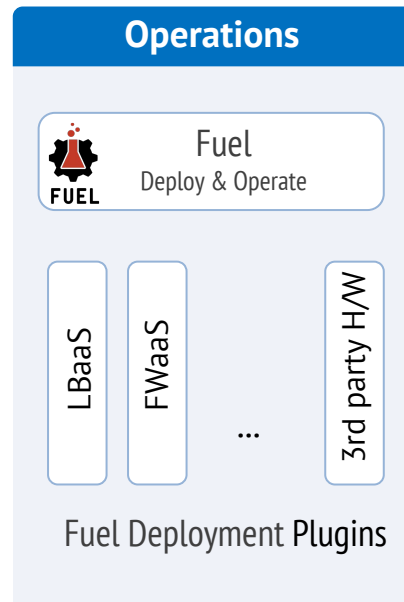 Operations
Fuel
Deploy & Operate
FUEL
LBaaS
FWaaS
...
3rd party H/W
Fuel Deployment Plugins